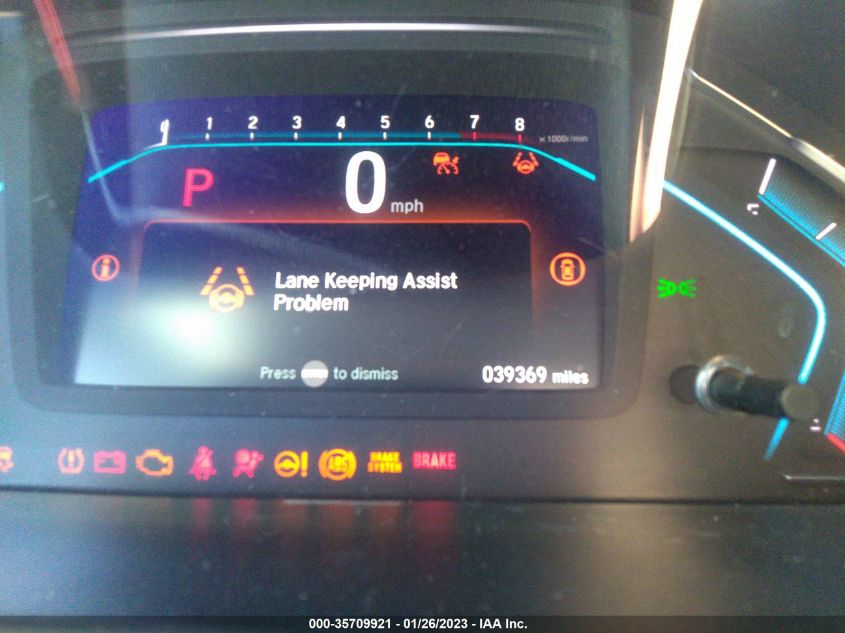 1 2 3 4 5 6 7 8
x 1000r/min
P 0 mph
Lane Keeping Assist
Problem
Press to dismiss
039369 miles
ABS
BRAKE
SYSTEM
BRAKE
000-35709921 - 01/26/2023 - IAA Inc.